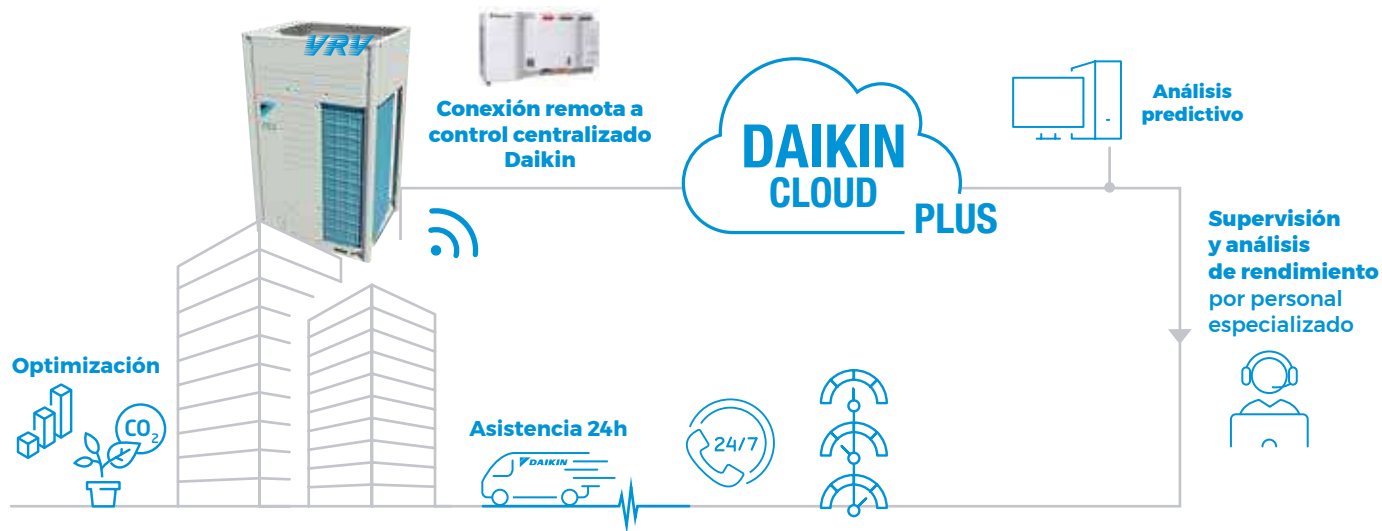 VRV
Conexión remota a
control centralizado
Daikin
DAIKIN
CLOUD
PLUS
Análisis
predictivo
Supervisión
y análisis
de rendimiento
por personal
especializado
Optimización
CO2
Asistencia 24h
DAIKIN
24/7